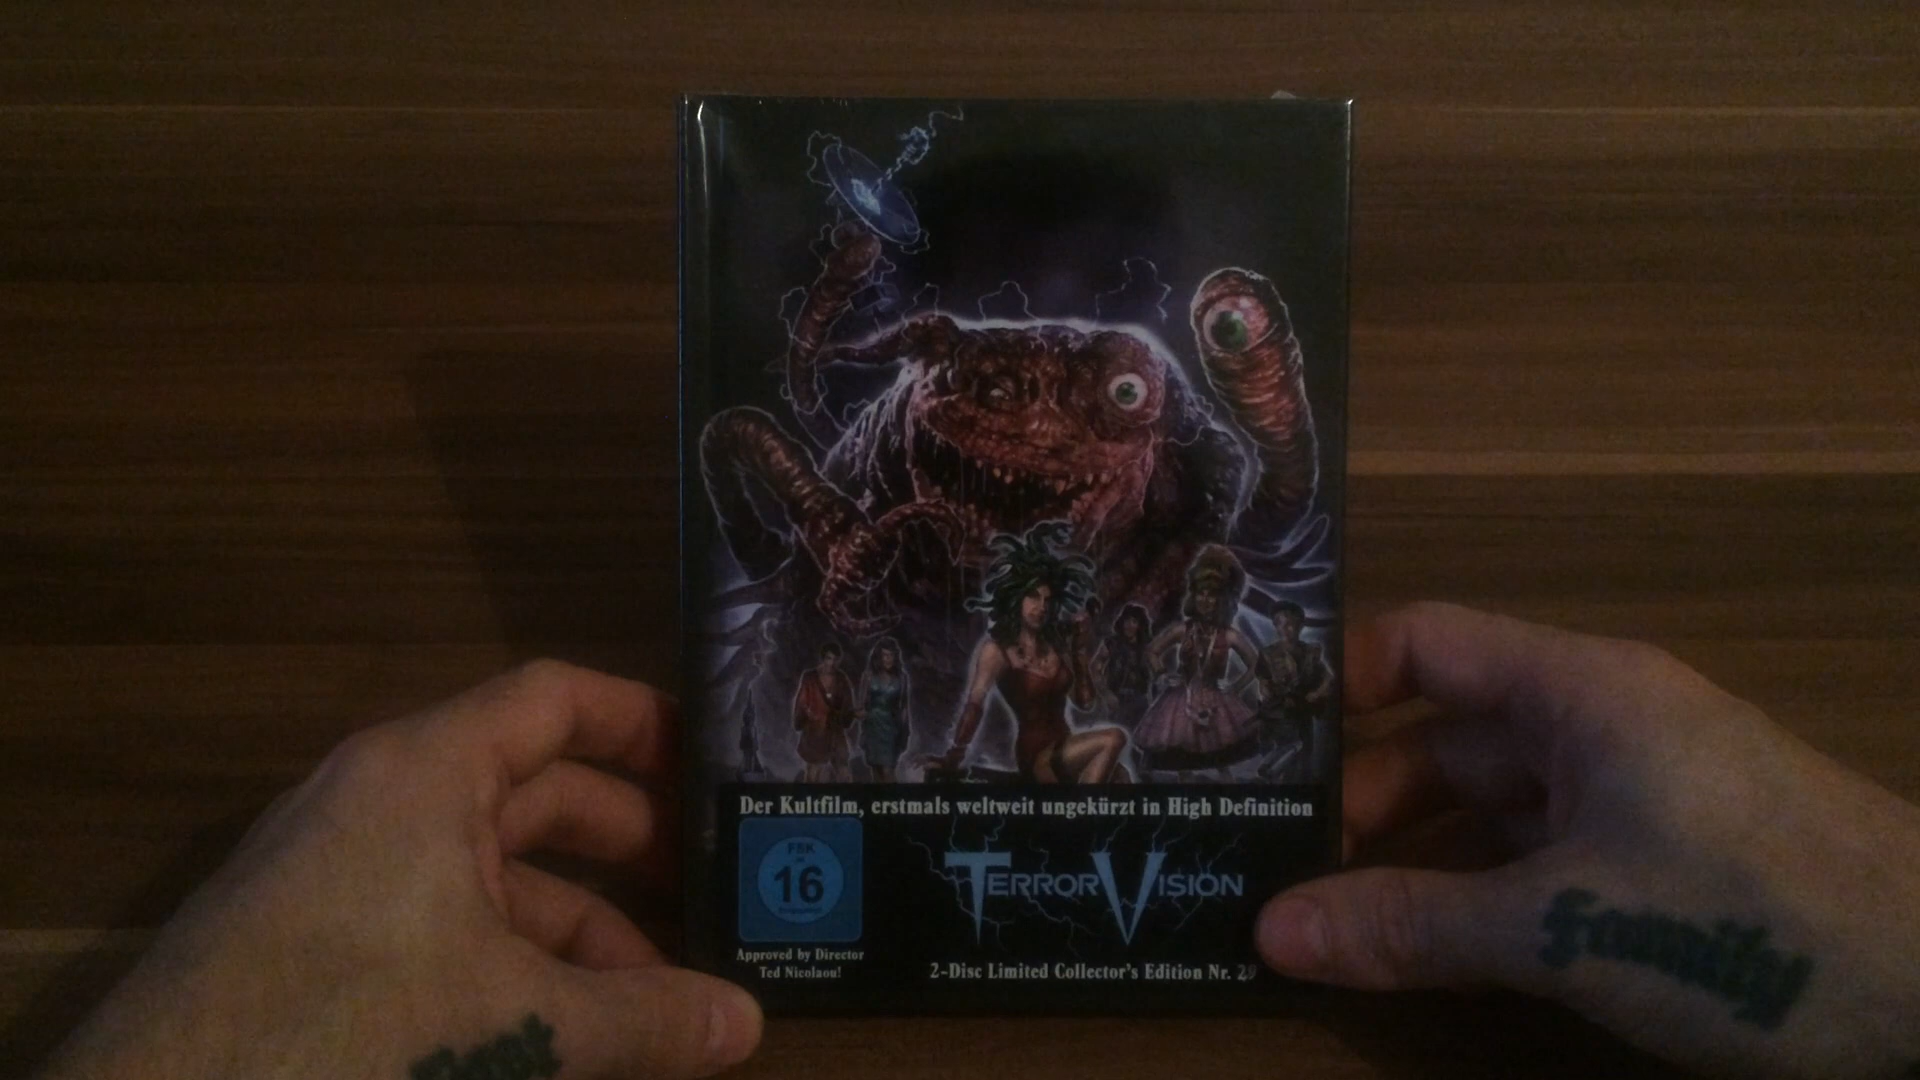 Der Kultfilm, erstmals weltweit ungekürzt in High Definition
FSK
16
TERRORVISION
Approved by Director
Ted Nicolaou!
2-Disc Limited Collector's Edition Nr. 29
Family